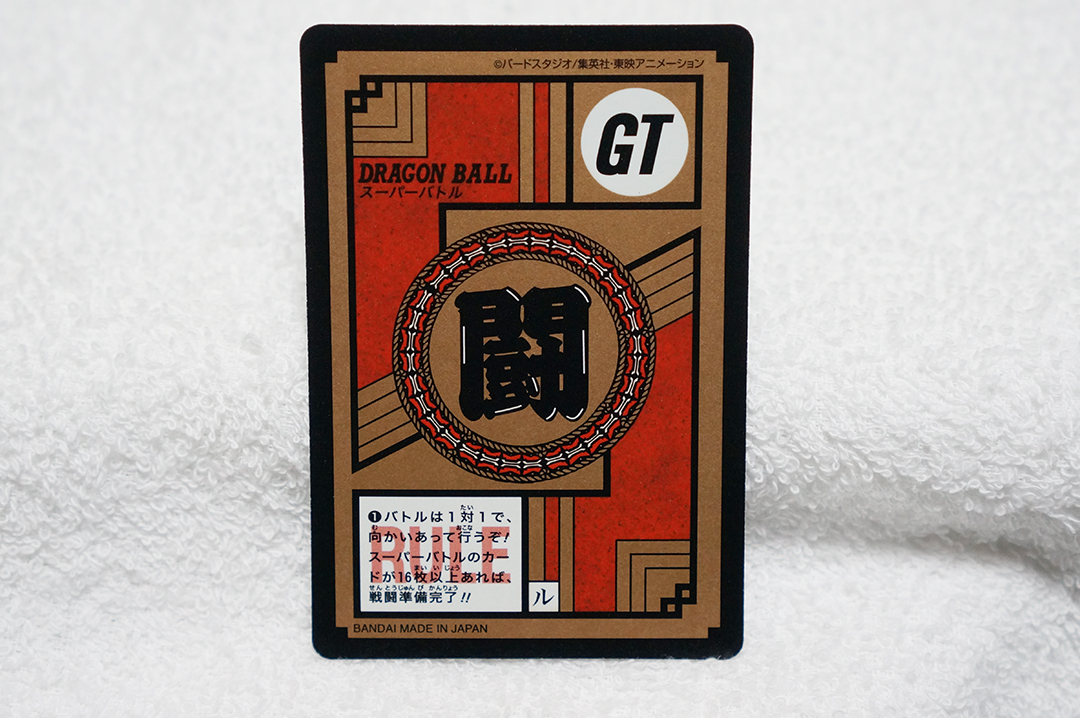 ©バードスタジオ/集英社・東映アニメーション
GT
DRAGON BALL
スーパーバトル
闘
RULE
❶バトルは1対1で、
向かいあって行うぞ!
スーパーバトルのカー
ドが16枚以上あれば、
戦闘準備完了!!
ル
BANDAI MADE IN JAPAN